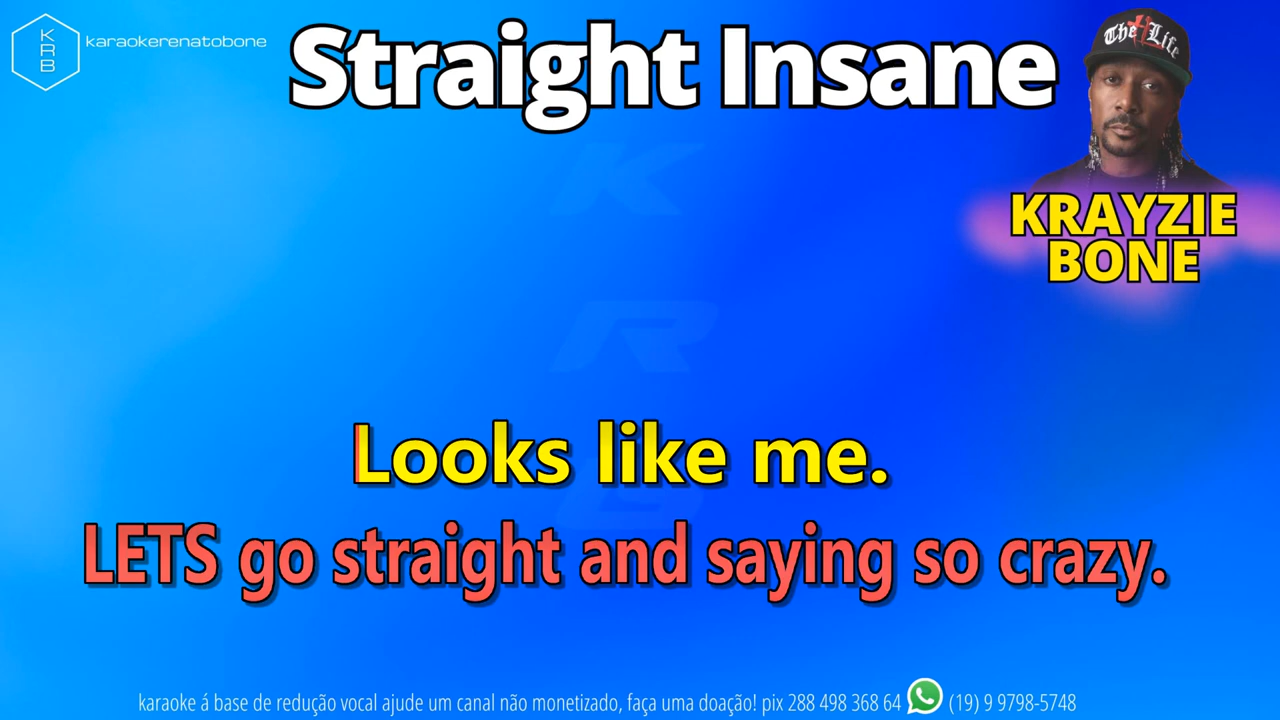 K
R
B
karaokerenatobone
Straight Insane
The Life
KRAYZIE
BONE
K
R
B
Looks like me.
LETS go straight and saying so crazy.
karaoke á base de redução vocal ajude um canal não monetizado, faça uma doação! pix 288 498 368 64 (19) 9 9798-5748